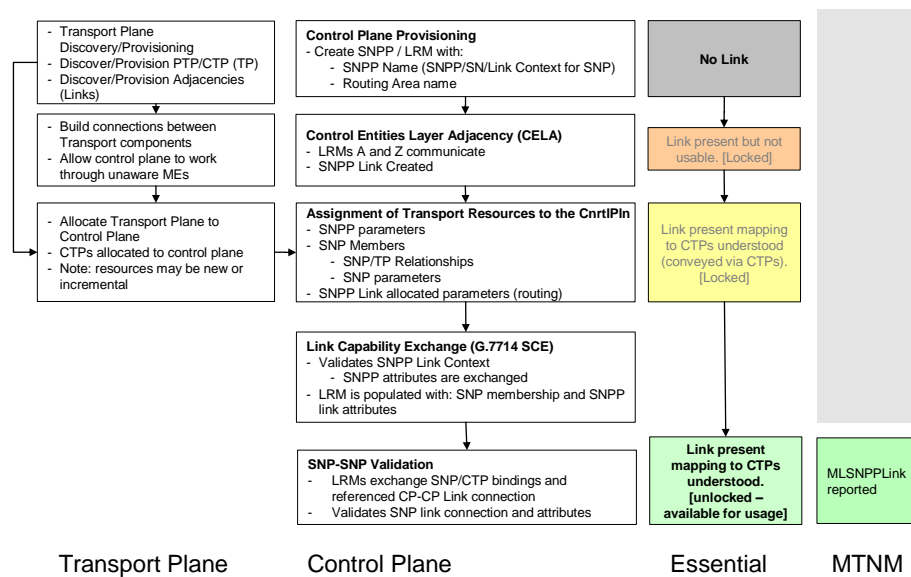 - Transport Plane
Discovery/Provisioning
- Discover/Provision PTP/CTP (TP)
- Discover/Provision Adjacencies
(Links)
- Build connections between
Transport components
- Allow control plane to work
through unaware MEs
- Allocate Transport Plane to
Control Plane
- CTPs allocated to control plane
- Note: resources may be new or
incremental
Control Plane Provisioning
- Create SNPP / LRM with:
- SNPP Name (SNPP/SN/Link Context for SNP)
- Routing Area name
Control Entities Layer Adjacency (CELA)
- LRMs A and Z communicate
- SNPP Link Created
Assignment of Transport Resources to the CnrtlPln
- SNPP parameters
- SNP Members
- SNP/TP Relationships
- SNP parameters
- SNPP Link allocated parameters (routing)
Link Capability Exchange (G.7714 SCE)
- Validates SNPP Link Context
- SNPP attributes are exchanged
- LRM is populated with: SNP membership and SNPP
link attributes
SNP-SNP Validation
- LRMs exchange SNP/CTP bindings and
referenced CP-CP Link connection
- Validates SNP link connection and attributes
No Link
Link present but not
usable. [Locked]
Link present mapping
to CTPs understood
(conveyed via CTPs).
[Locked]
Link present
mapping to CTPs
understood.
[unlocked –
available for usage]
MLSNPPLink
reported
Transport Plane
Control Plane
Essential
MTNM